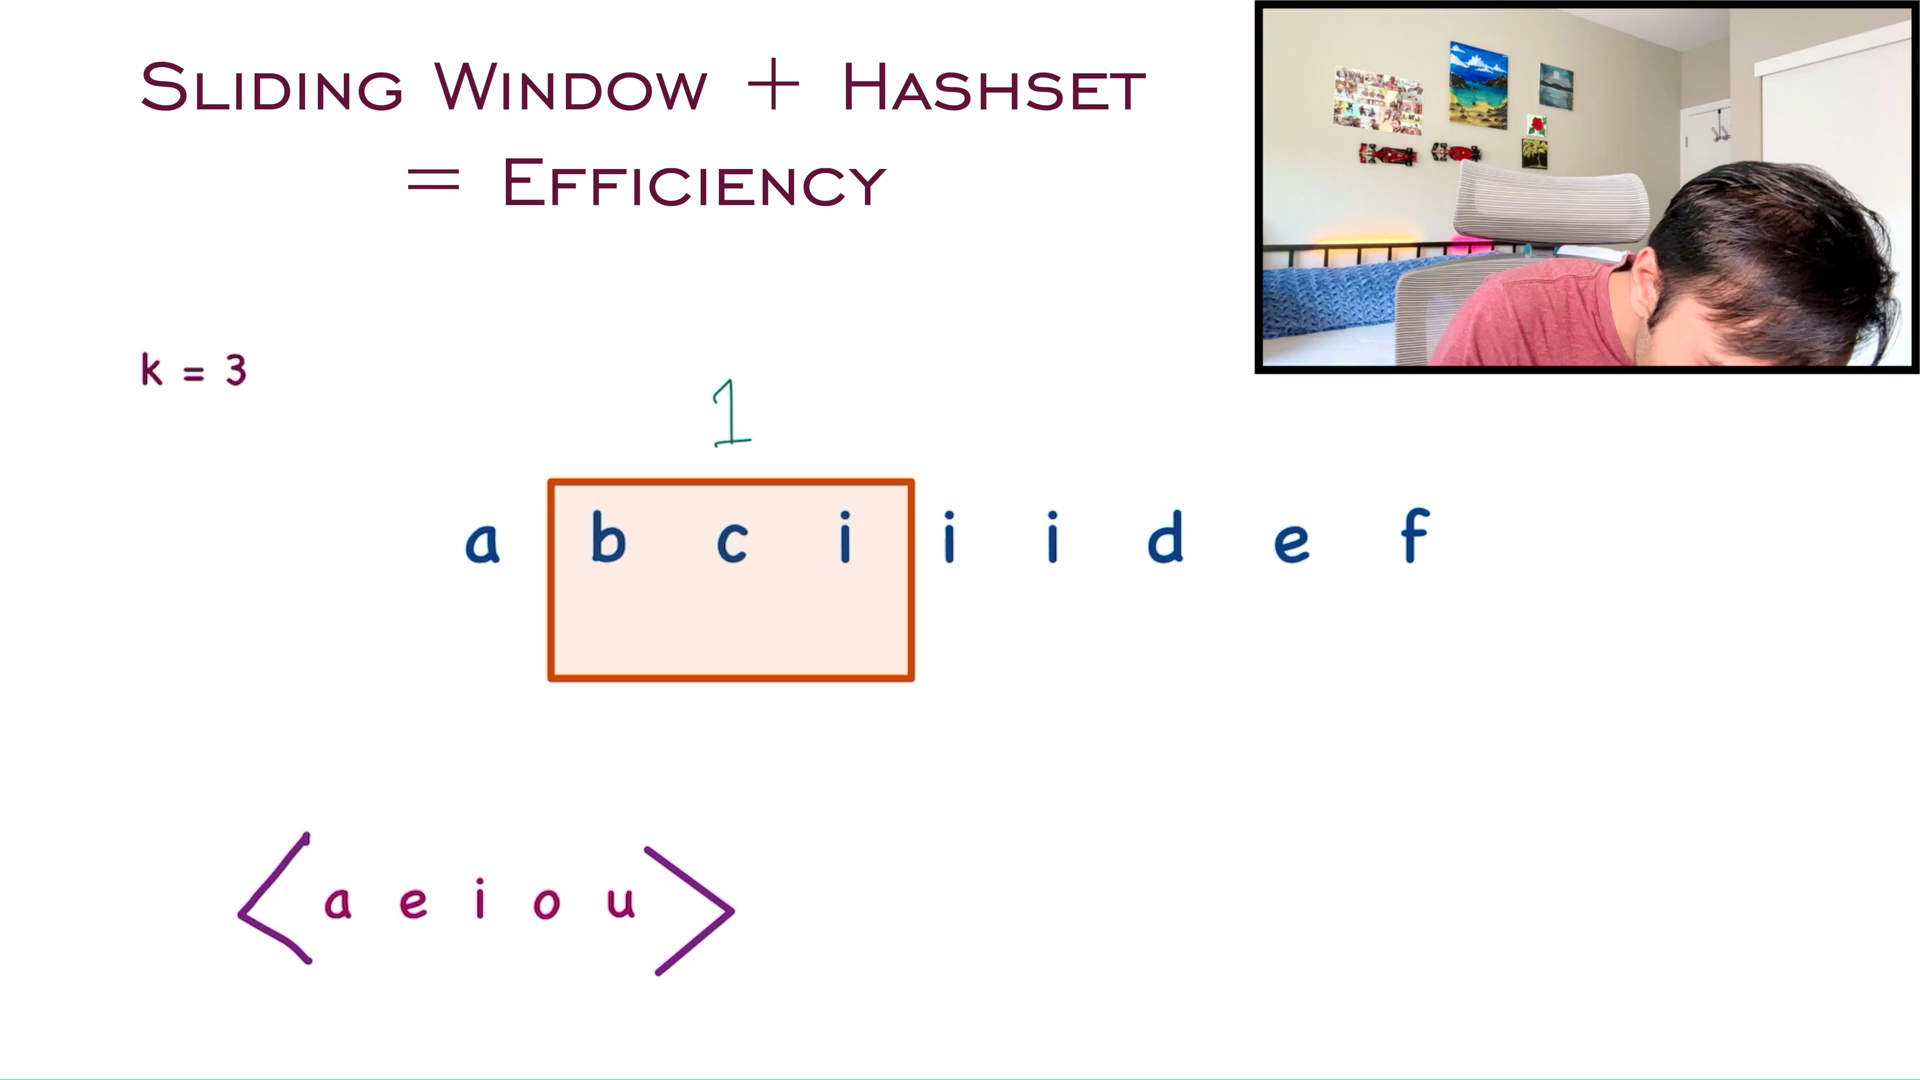 SLIDING WINDOW + HASHSET
= EFFICIENCY
k = 3
1
a b c i i i d e f
< a e i o u >